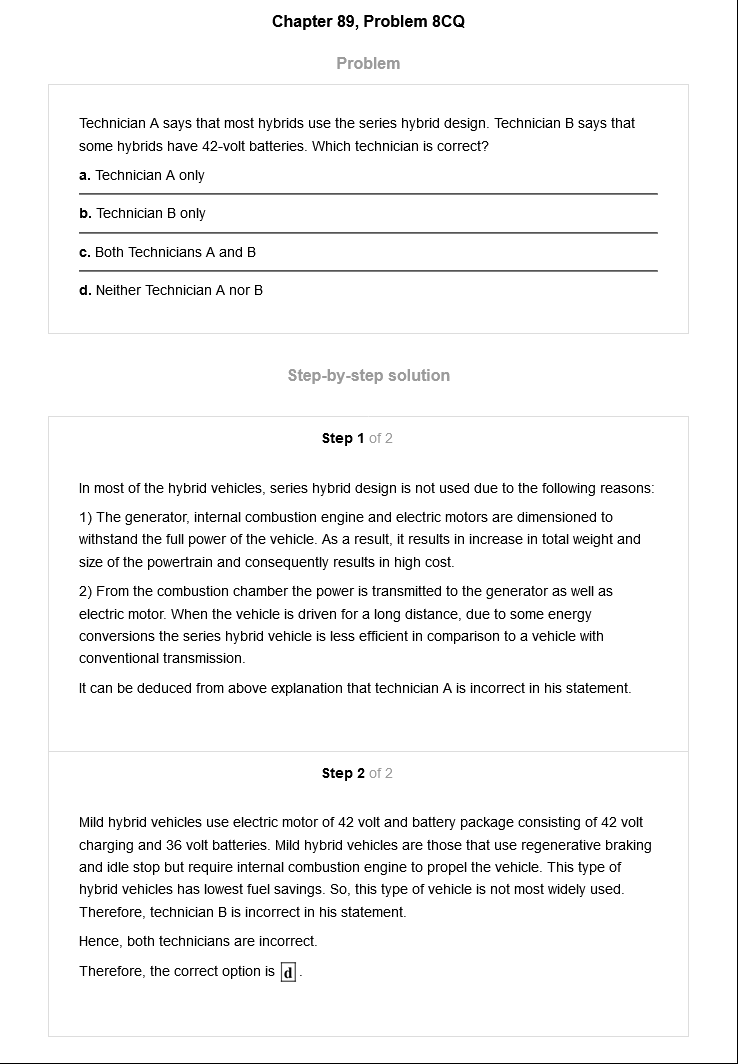 Chapter 89, Problem 8CQ
Problem
Technician A says that most hybrids use the series hybrid design. Technician B says that
some hybrids have 42-volt batteries. Which technician is correct?
a. Technician A only
b. Technician B only
c. Both Technicians A and B
d. Neither Technician A nor B
Step-by-step solution
Step 1 of 2
In most of the hybrid vehicles, series hybrid design is not used due to the following reasons:
1) The generator, internal combustion engine and electric motors are dimensioned to
withstand the full power of the vehicle. As a result, it results in increase in total weight and
size of the powertrain and consequently results in high cost.
2) From the combustion chamber the power is transmitted to the generator as well as
electric motor. When the vehicle is driven for a long distance, due to some energy
conversions the series hybrid vehicle is less efficient in comparison to a vehicle with
conventional transmission.
It can be deduced from above explanation that technician A is incorrect in his statement.
Step 2 of 2
Mild hybrid vehicles use electric motor of 42 volt and battery package consisting of 42 volt
charging and 36 volt batteries. Mild hybrid vehicles are those that use regenerative braking
and idle stop but require internal combustion engine to propel the vehicle. This type of
hybrid vehicles has lowest fuel savings. So, this type of vehicle is not most widely used.
Therefore, technician B is incorrect in his statement.
Hence, both technicians are incorrect.
Therefore, the correct option is d.